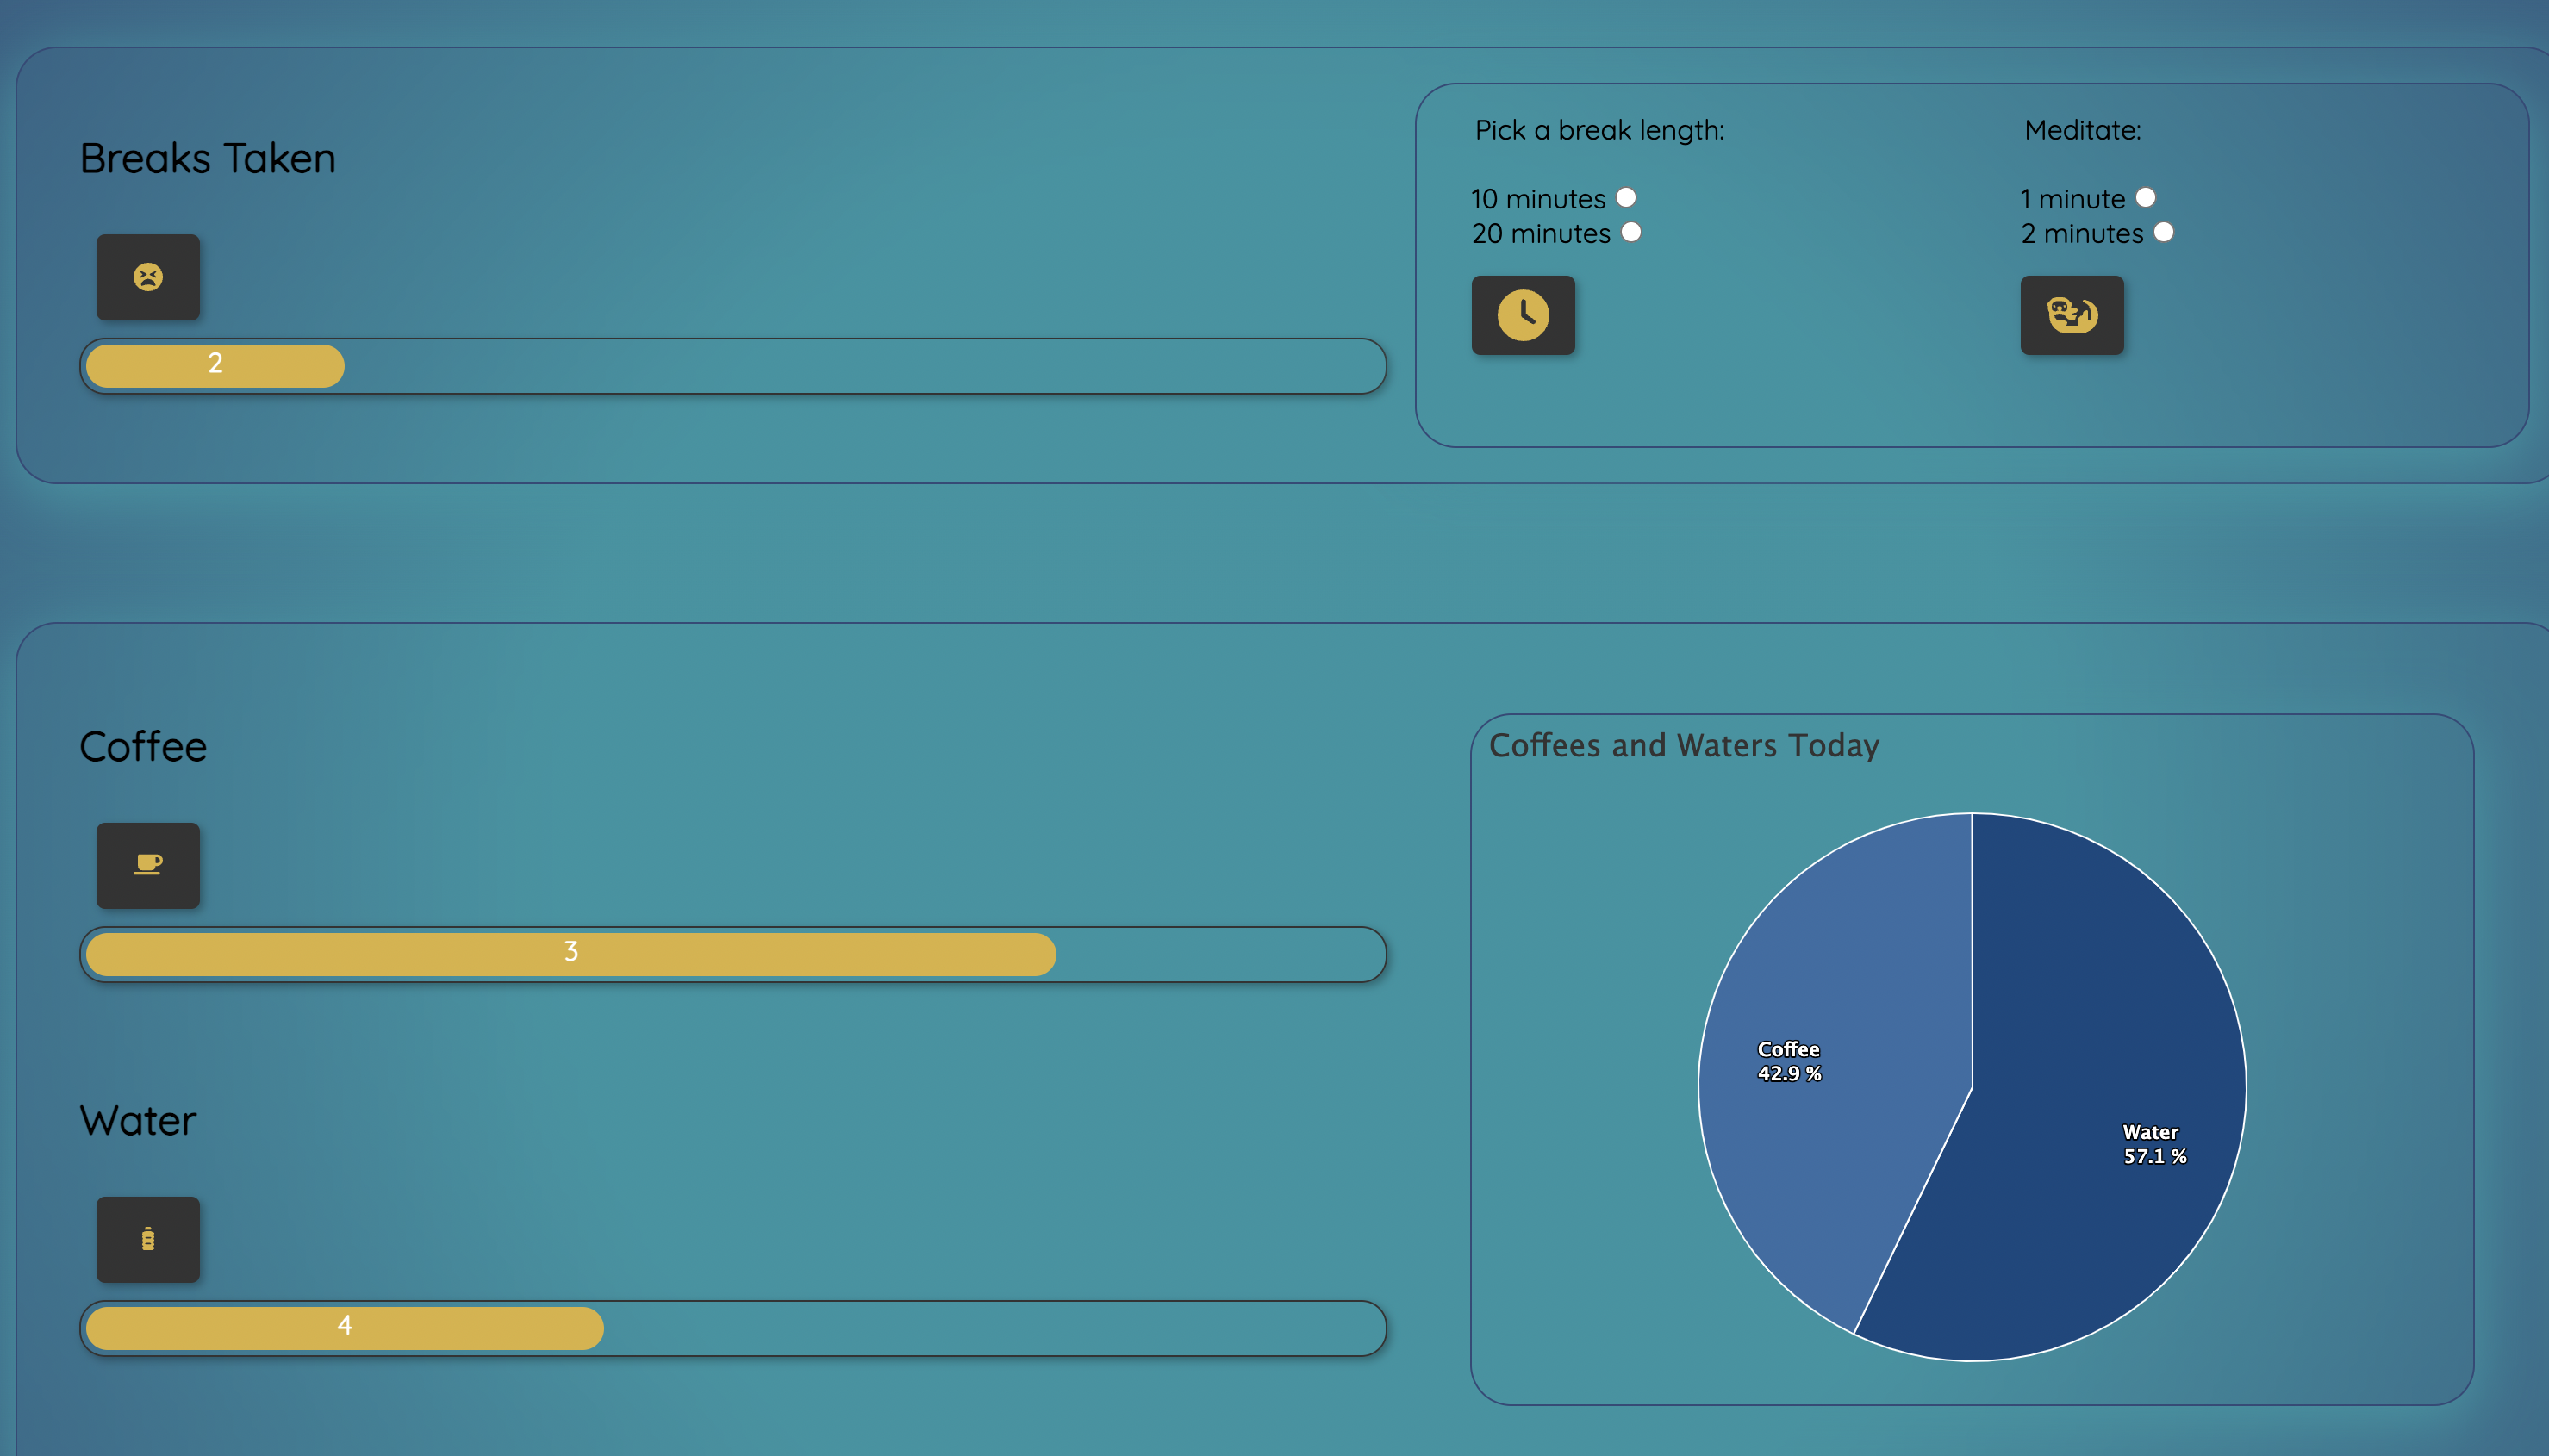 Breaks Taken
2
Pick a break length:
10 minutes
20 minutes
Meditate:
1 minute
2 minutes
Coffee
3
Water
4
Coffees and Waters Today
Coffee
42.9 %
Water
57.1 %